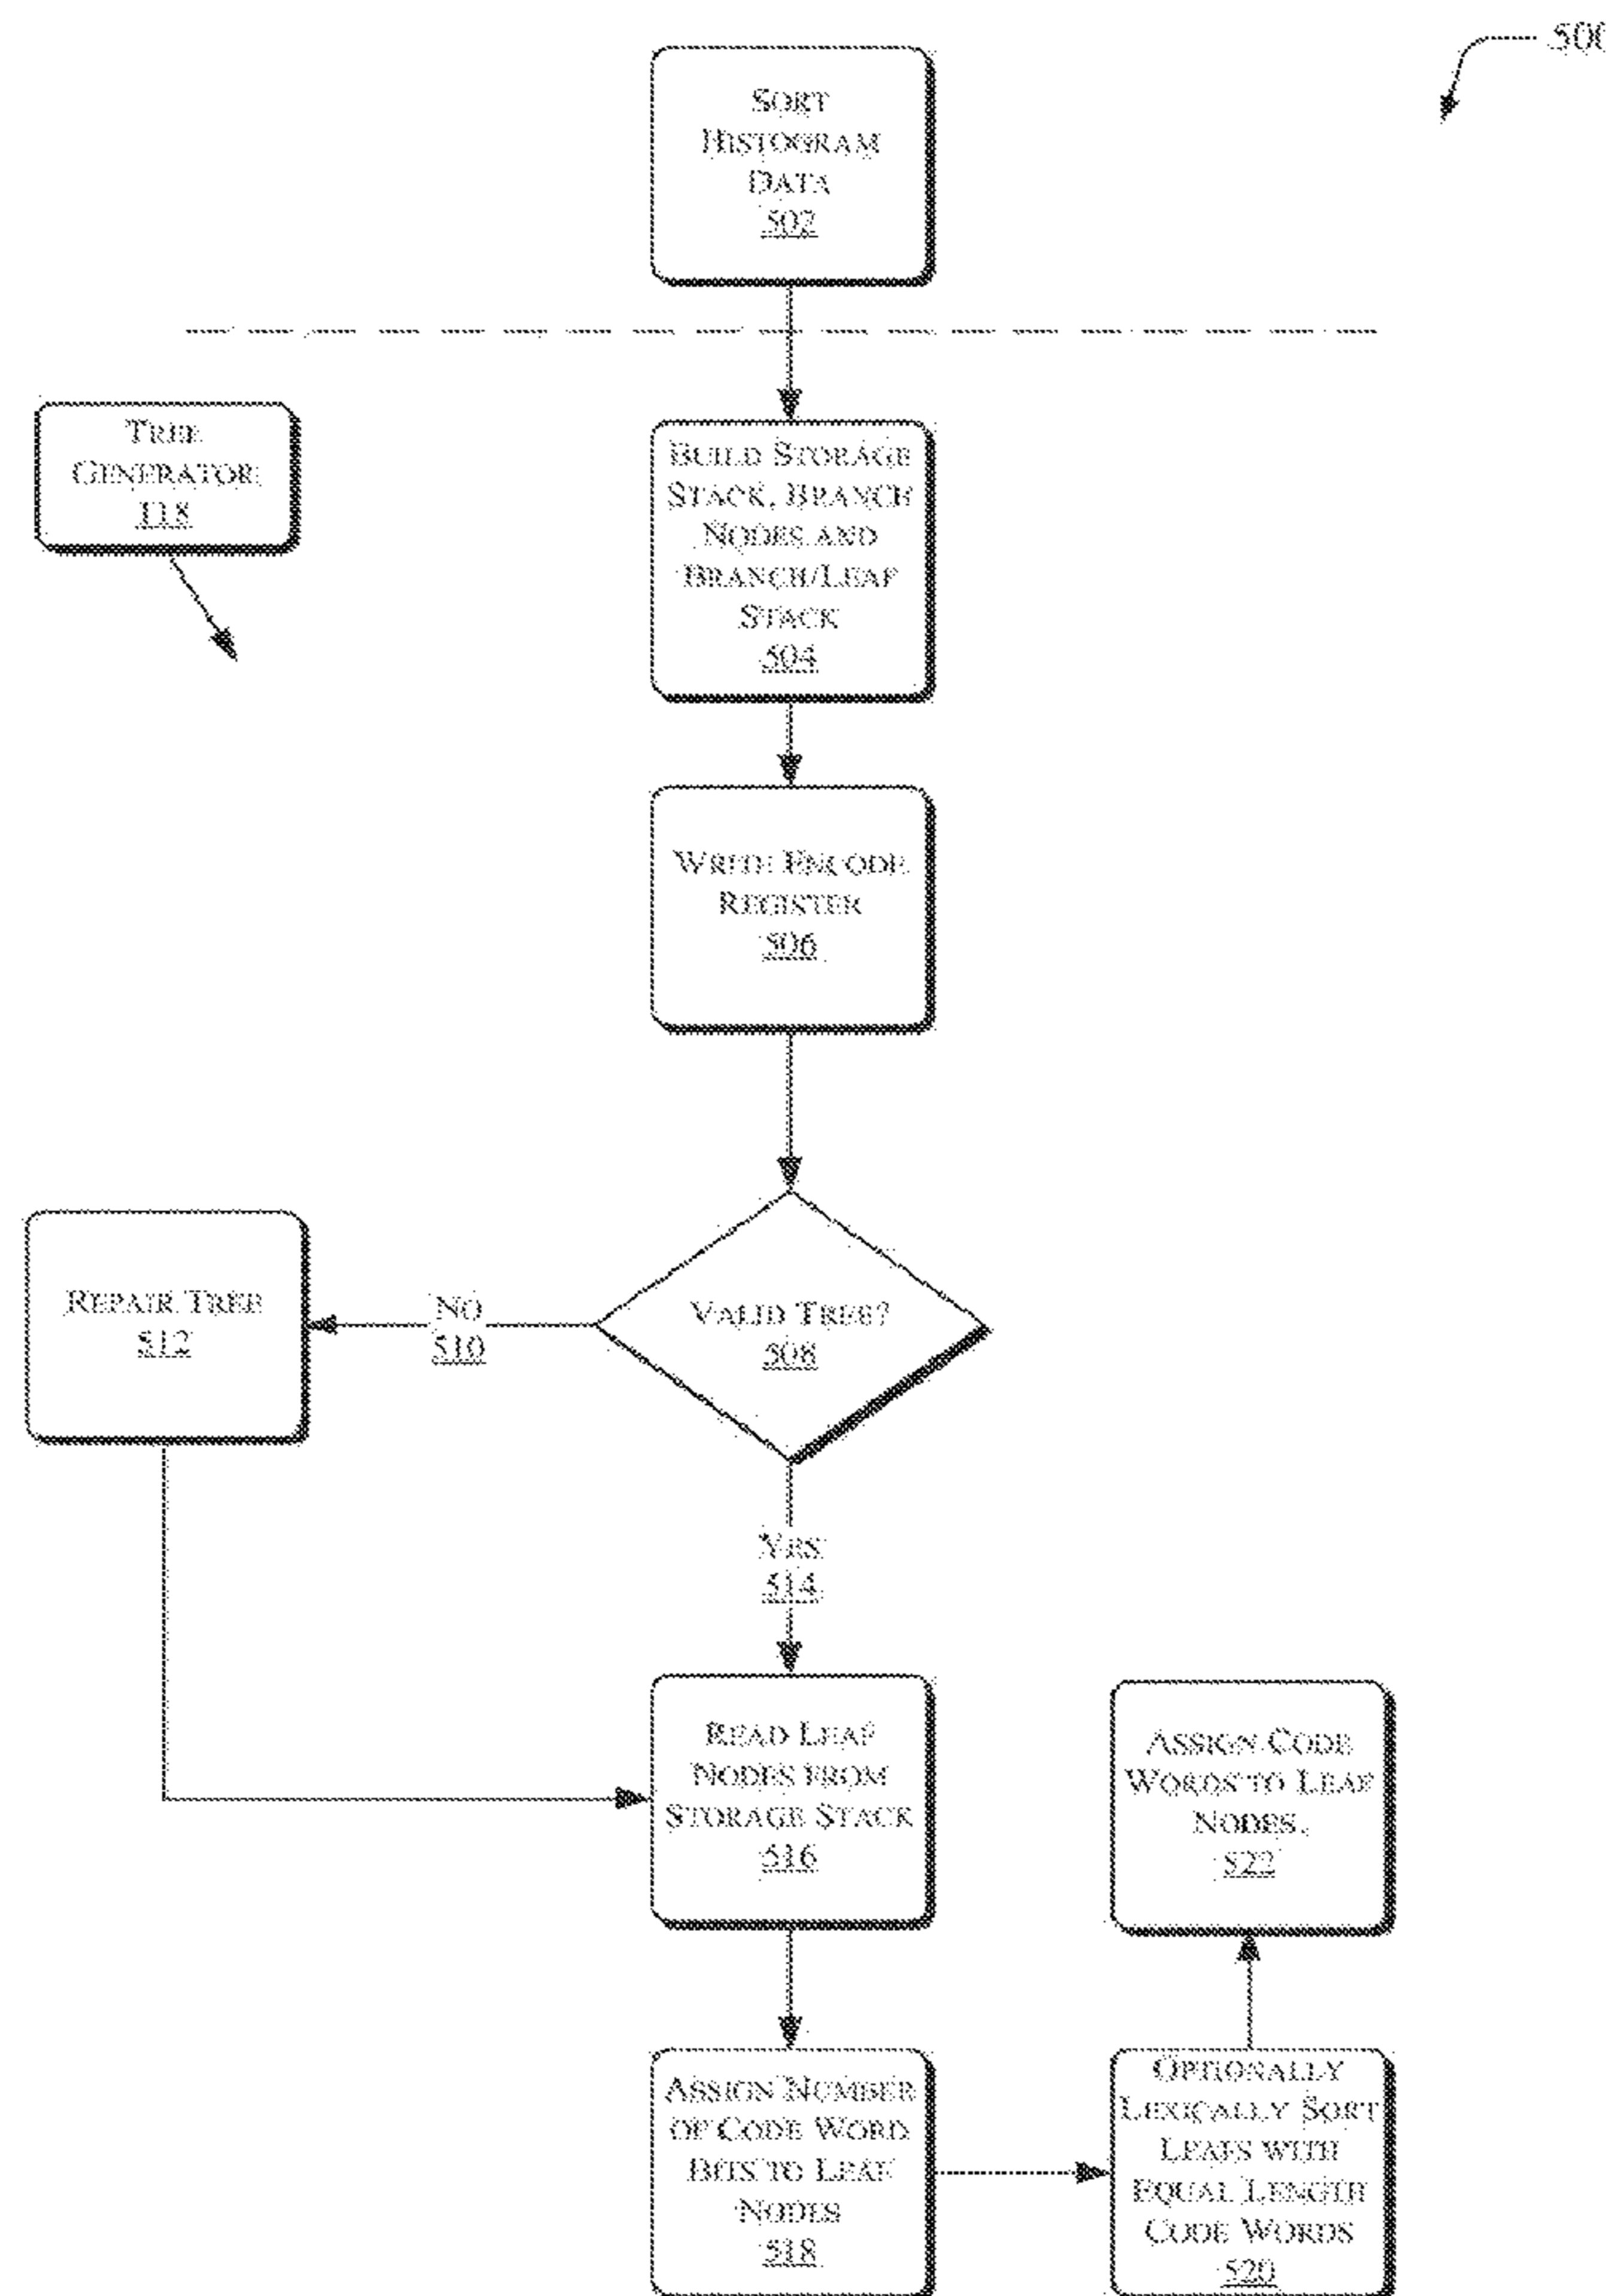 500
SORT
HISTOGRAM
DATA
502
TREE
GENERATOR
118
BUILD STORAGE
STACK, BRANCH
NODES AND
BRANCH/LEAF
STACK
504
WRITE ENCODE
REGISTER
506
VALID TREE?
508
NO
510
REPAIR TREE
512
YES
514
READ LEAF
NODES FROM
STORAGE STACK
516
ASSIGN CODE
WORDS TO LEAF
NODES.
522
ASSIGN NUMBER
OF CODE WORD
BITS TO LEAF
NODES
518
OPTIONALLY
LEXICALLY SORT
LEAFS WITH
EQUAL LENGTH
CODE WORDS
520